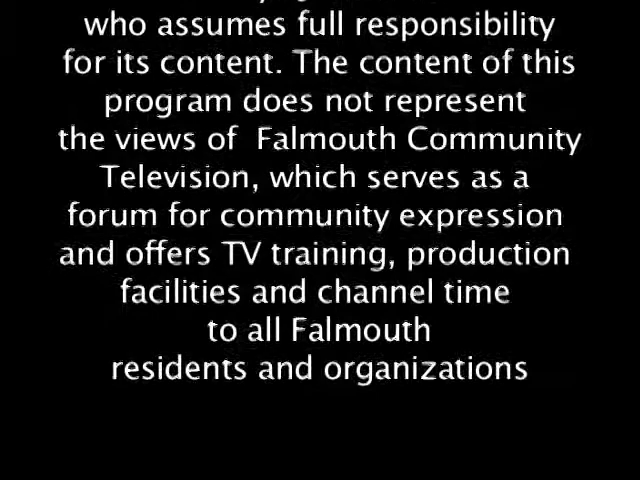 who assumes full responsibility
for its content. The content of this
program does not represent
the views of Falmouth Community
Television, which serves as a
forum for community expression
and offers TV training, production
facilities and channel time
to all Falmouth
residents and organizations